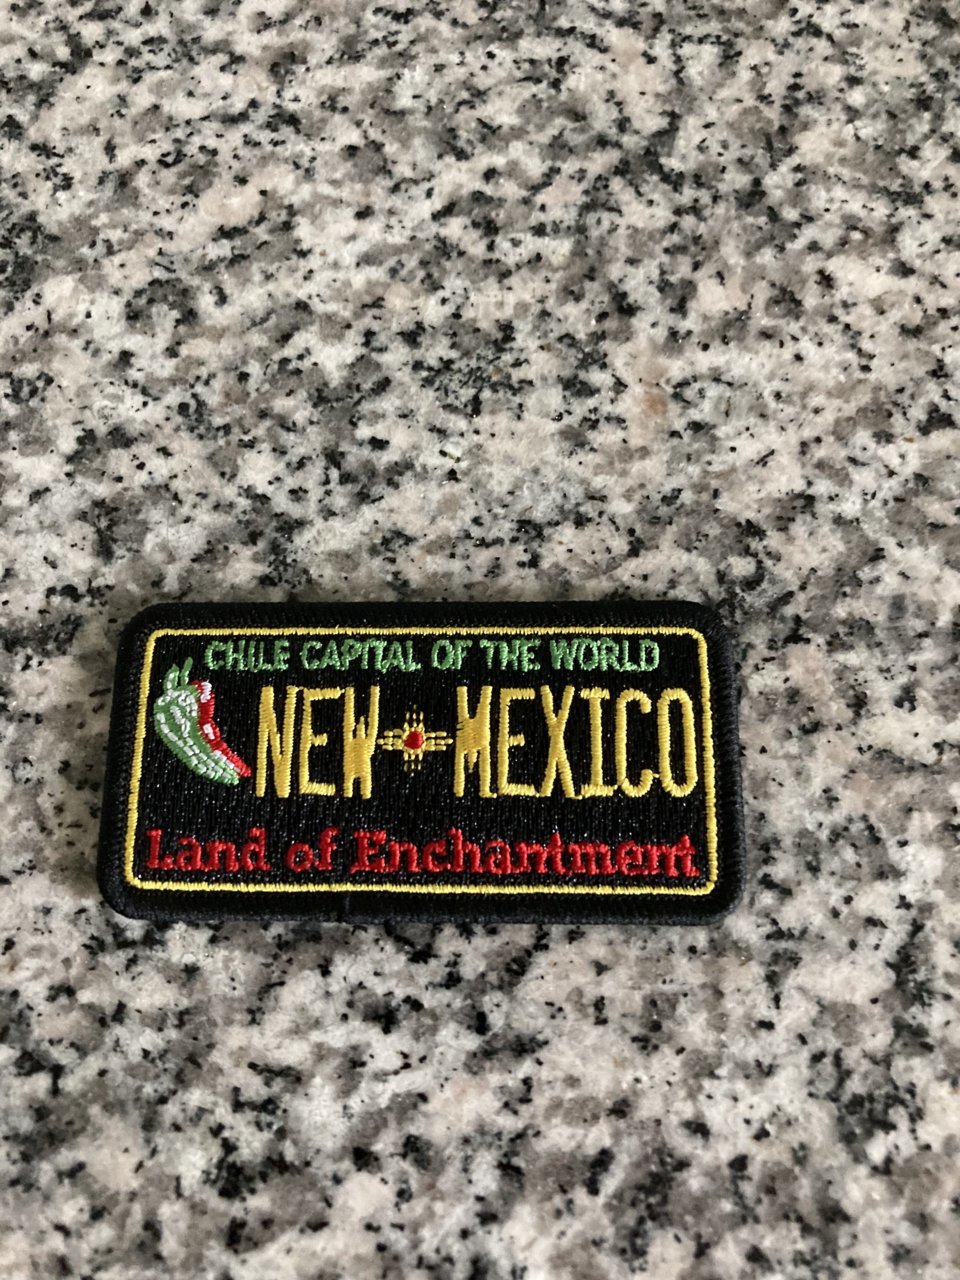 CHILE CAPITAL OF THE WORLD
NEW MEXICO
Land of Enchantment